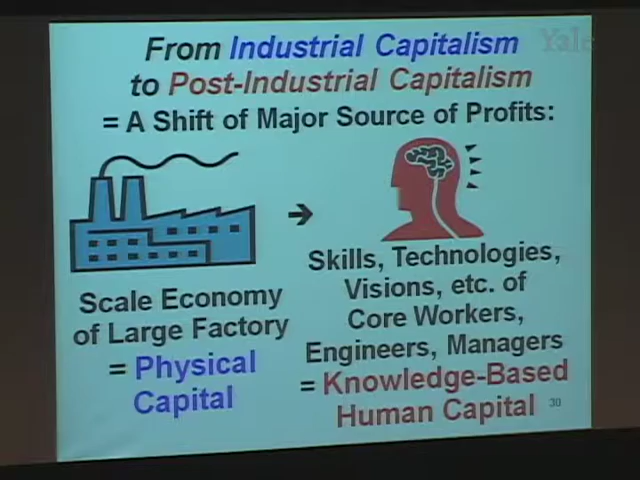 Yale
From Industrial Capitalism
to Post-Industrial Capitalism
= A Shift of Major Source of Profits:
Scale Economy
of Large Factory
= Physical
Capital
Skills, Technologies,
Visions, etc. of
Core Workers,
Engineers, Managers
= Knowledge-Based
Human Capital
30